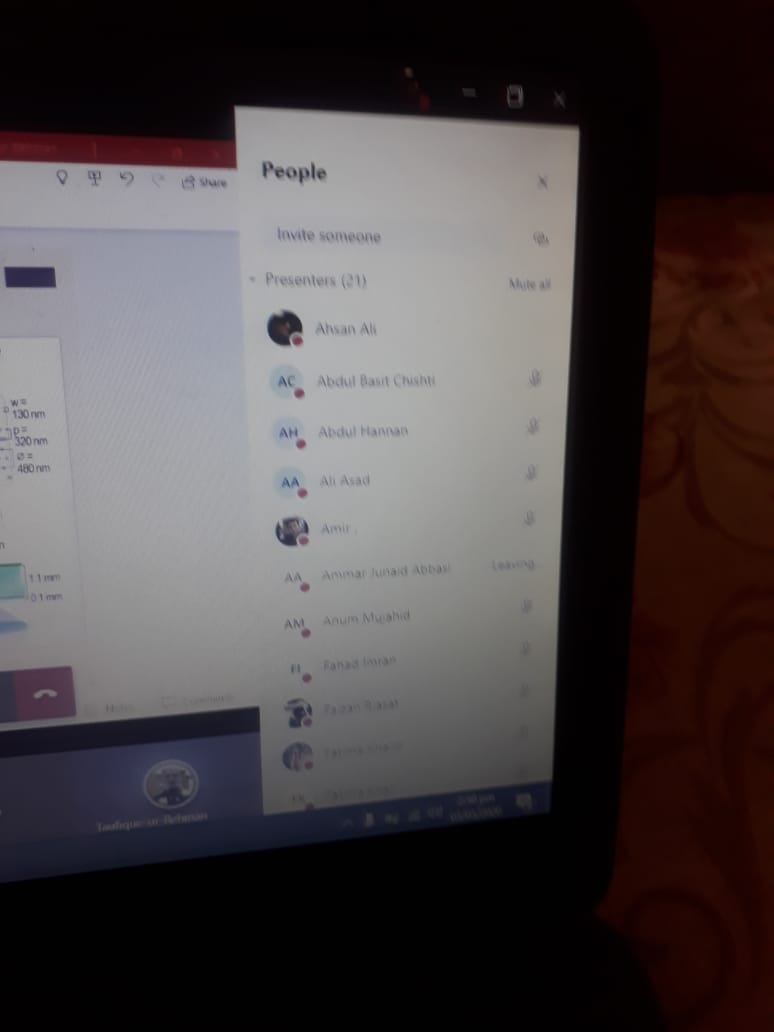 Share
People
Invite someone
Presenters (21)
Mute all
Ahsan Ali
AC
Abdul Basit Chishti
AH
Abdul Hannan
AA
Ali Asad
Amir .
AA
Ammar Junaid Abbasi
Leaving...
AM
Anum Mujahid
FI
Fahad Imran
w =
130 nm
p =
320 nm
ø =
480 nm
1.1 mm
0.1 mm
Notes
Comments
Taufique-ur-Rehman